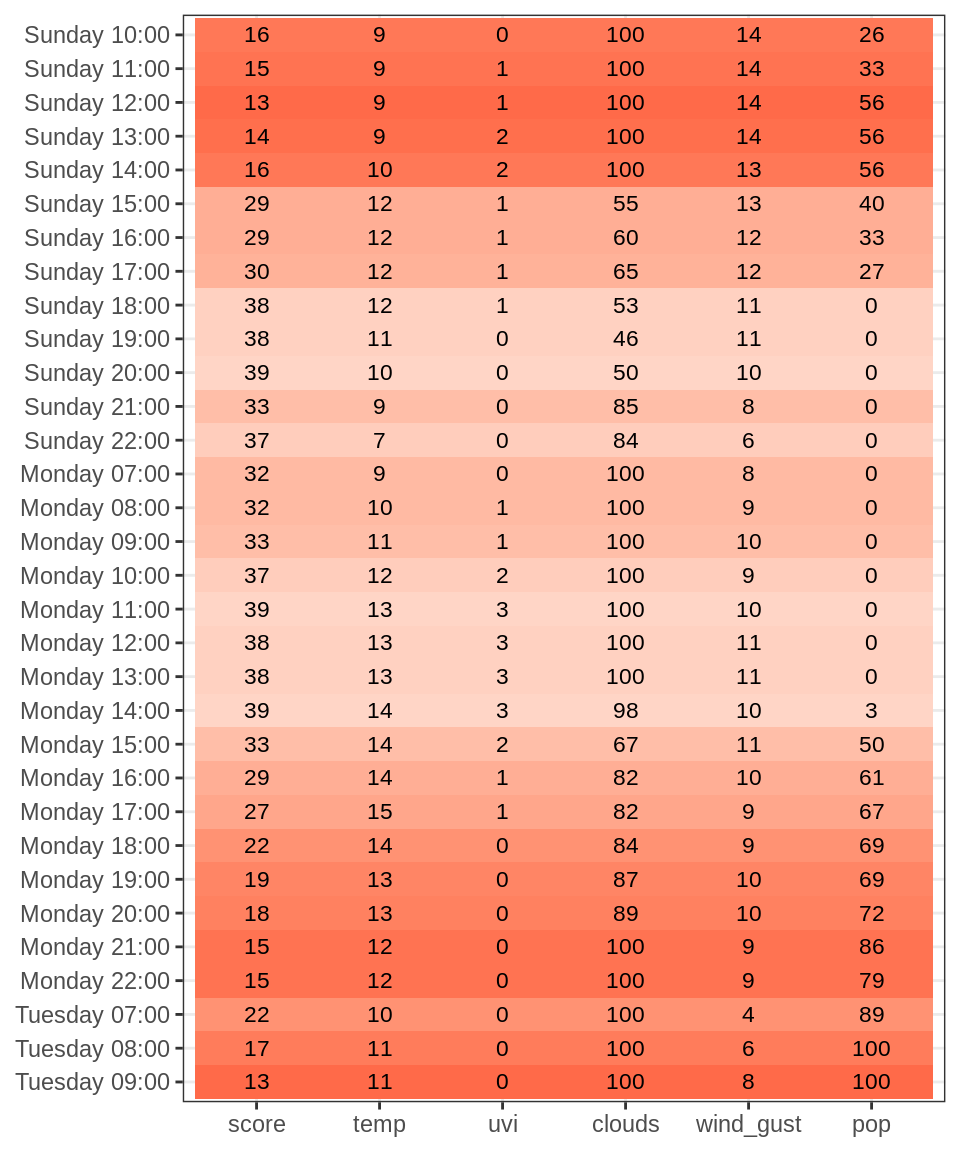 Sunday 10:00 16 9 0 100 14 26
Sunday 11:00 15 9 1 100 14 33
Sunday 12:00 13 9 1 100 14 56
Sunday 13:00 14 9 2 100 14 56
Sunday 14:00 16 10 2 100 13 56
Sunday 15:00 29 12 1 55 13 40
Sunday 16:00 29 12 1 60 12 33
Sunday 17:00 30 12 1 65 12 27
Sunday 18:00 38 12 1 53 11 0
Sunday 19:00 38 11 0 46 11 0
Sunday 20:00 39 10 0 50 10 0
Sunday 21:00 33 9 0 85 8 0
Sunday 22:00 37 7 0 84 6 0
Monday 07:00 32 9 0 100 8 0
Monday 08:00 32 10 1 100 9 0
Monday 09:00 33 11 1 100 10 0
Monday 10:00 37 12 2 100 9 0
Monday 11:00 39 13 3 100 10 0
Monday 12:00 38 13 3 100 11 0
Monday 13:00 38 13 3 100 11 0
Monday 14:00 39 14 3 98 10 3
Monday 15:00 33 14 2 67 11 50
Monday 16:00 29 14 1 82 10 61
Monday 17:00 27 15 1 82 9 67
Monday 18:00 22 14 0 84 9 69
Monday 19:00 19 13 0 87 10 69
Monday 20:00 18 13 0 89 10 72
Monday 21:00 15 12 0 100 9 86
Monday 22:00 15 12 0 100 9 79
Tuesday 07:00 22 10 0 100 4 89
Tuesday 08:00 17 11 0 100 6 100
Tuesday 09:00 13 11 0 100 8 100
score temp uvi clouds wind_gust pop